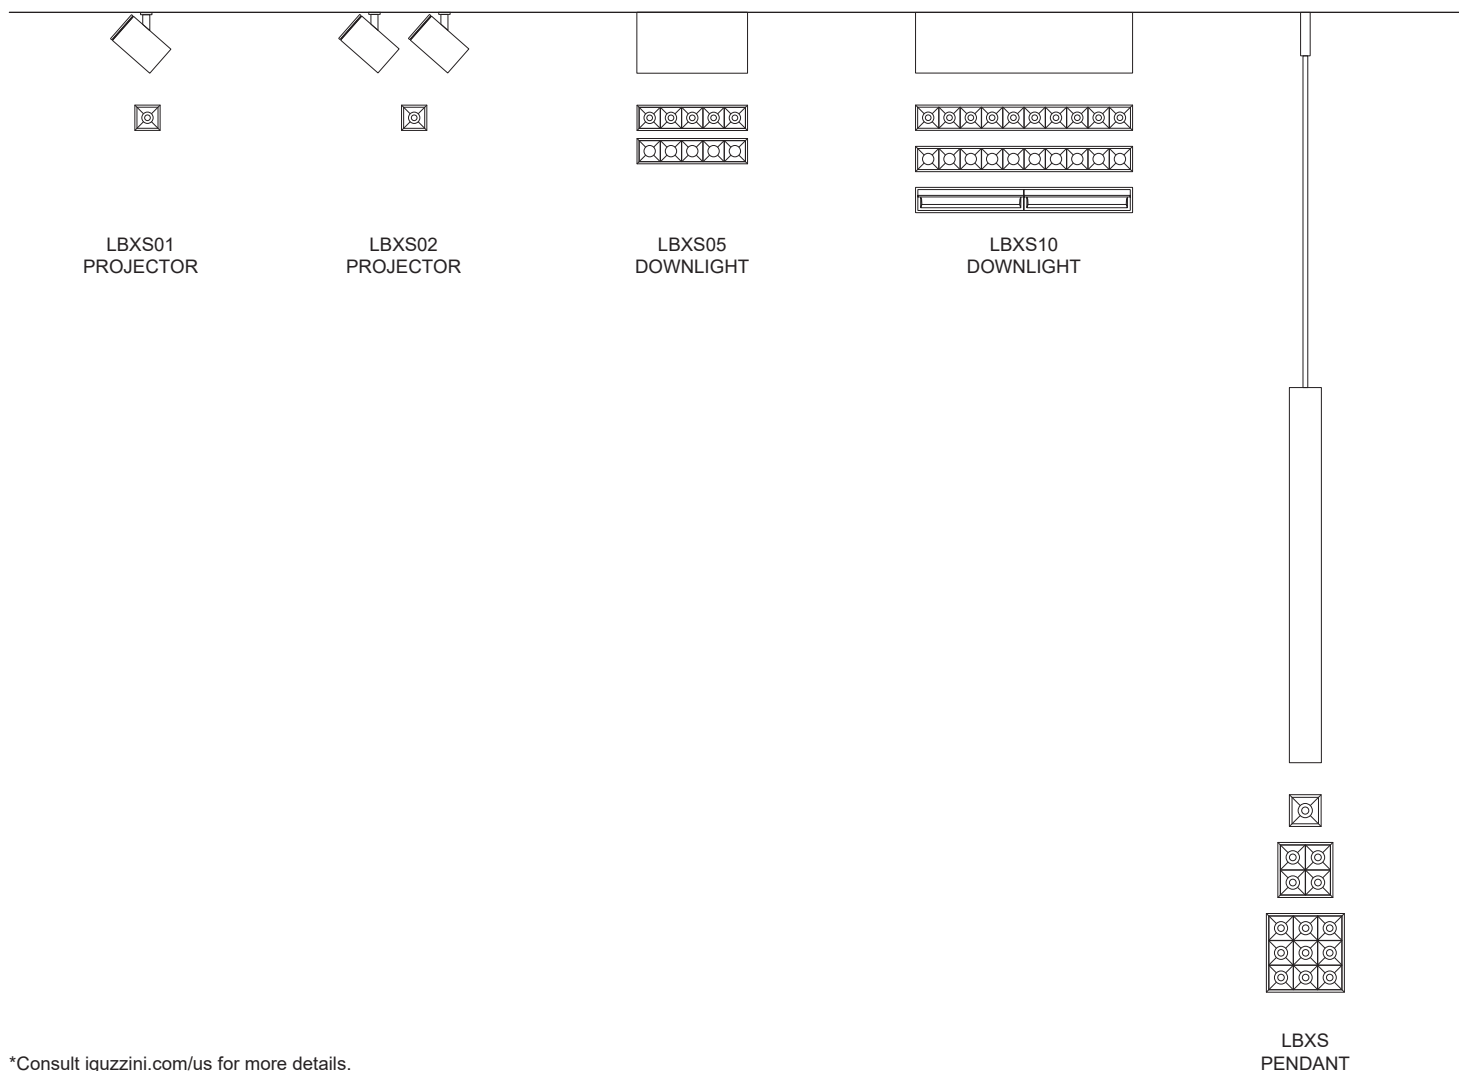 LBXS01
PROJECTOR
LBXS02
PROJECTOR
LBXS05
DOWNLIGHT
LBXS10
DOWNLIGHT
LBXS
PENDANT
*Consult iguzzini.com/us for more details.